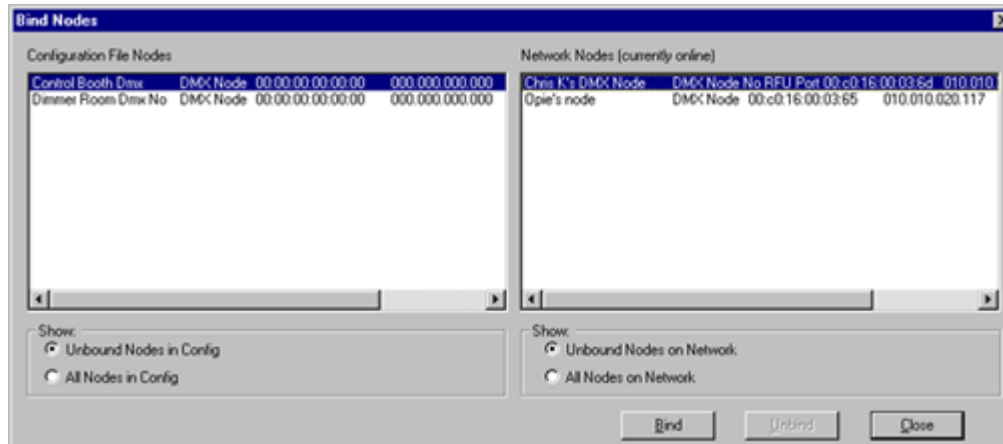 Bind Nodes
Configuration File Nodes
Control Booth Dmx DMX Node 00:00:00:00:00:00 000.000.000.000
Dimmer Room Dmx No DMX Node 00:00:00:00:00:00 000.000.000.000
Network Nodes (currently online)
Chris K's DMX Node DMX Node No RFU Port 00:c0:16:00:03:6d 010.010
Opie's node DMX Node 00:c0:16:00:03:65 010.010.020.117
Show:
Unbound Nodes in Config
All Nodes in Config
Show:
Unbound Nodes on Network
All Nodes on Network
Bind
Unbind
Close